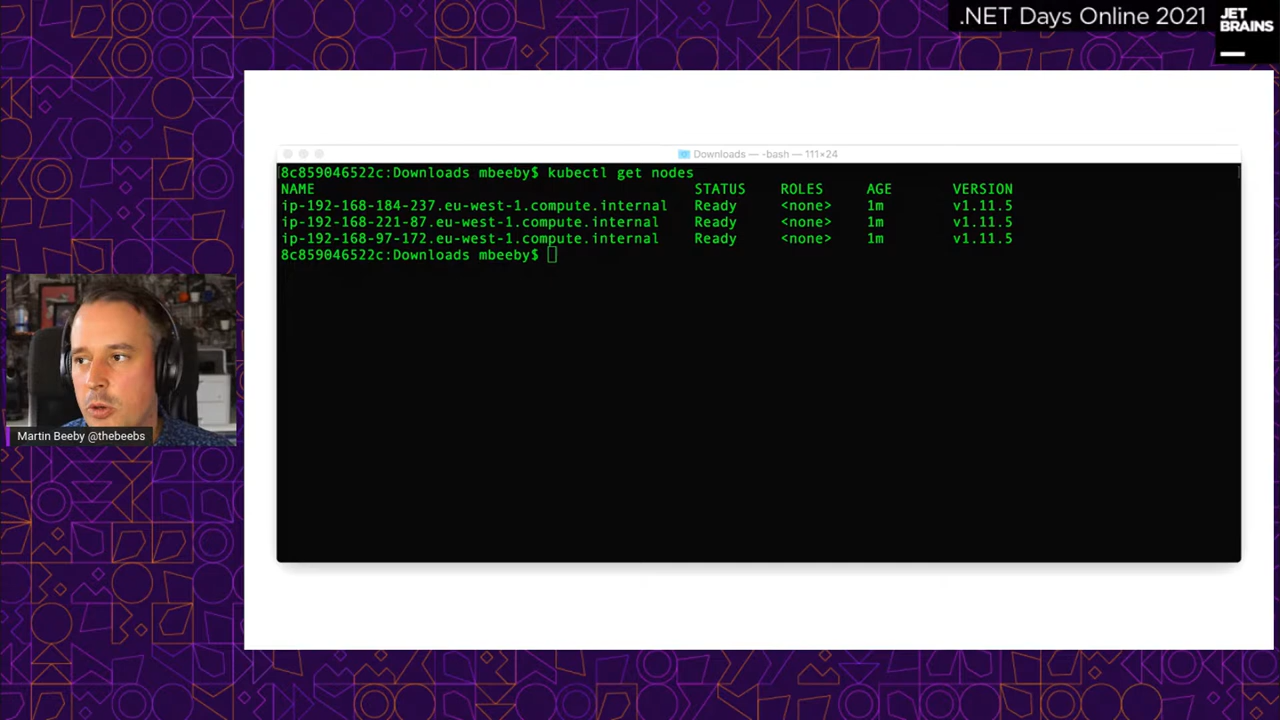 .NET Days Online 2021
JET
BRAINS
Downloads — -bash — 111×24
[8c859046522c:Downloads mbeeby$ kubectl get nodes
NAME STATUS ROLES AGE VERSION
ip-192-168-184-237.eu-west-1.compute.internal Ready <none> 1m v1.11.5
ip-192-168-221-87.eu-west-1.compute.internal Ready <none> 1m v1.11.5
ip-192-168-97-172.eu-west-1.compute.internal Ready <none> 1m v1.11.5
8c859046522c:Downloads mbeeby$
Martin Beeby @thebeebs